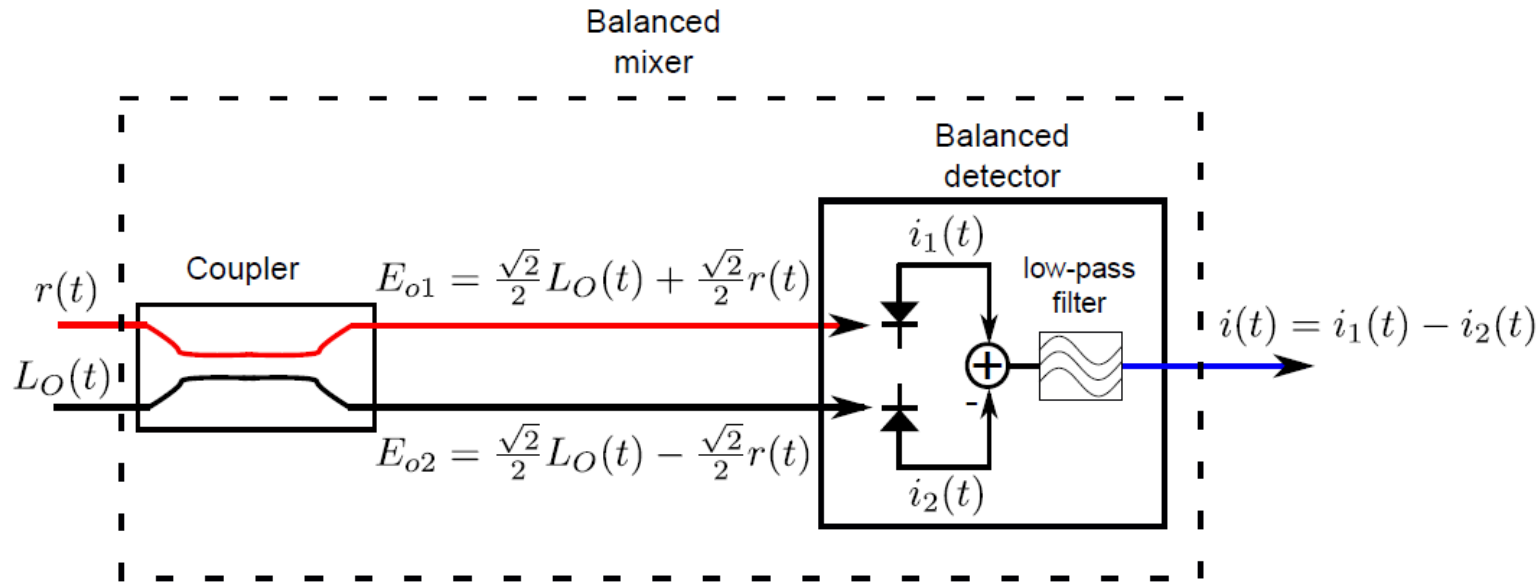 Balanced
mixer
Balanced
detector
Coupler
r(t)
L_O(t)
E_{o1} = \frac{\sqrt{2}}{2} L_O(t) + \frac{\sqrt{2}}{2} r(t)
E_{o2} = \frac{\sqrt{2}}{2} L_O(t) - \frac{\sqrt{2}}{2} r(t)
i_1(t)
low-pass
filter
+
-
i_2(t)
i(t) = i_1(t) - i_2(t)